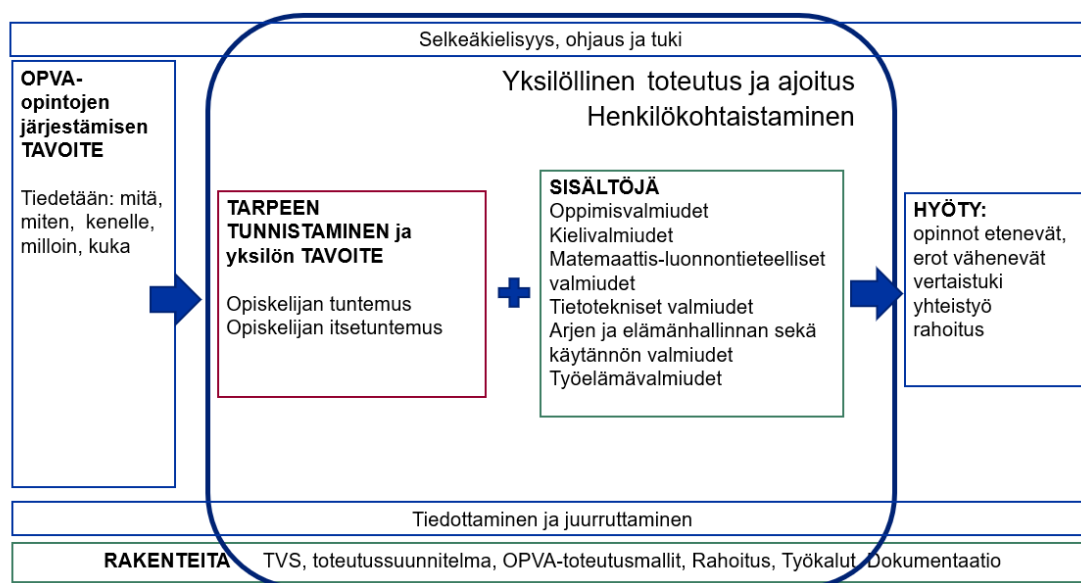 Selkeäkielisyys, ohjaus ja tuki
OPVA-
opintojen
järjestämisen
TAVOITE
Tiedetään: mitä,
miten, kenelle,
milloin, kuka
Yksilöllinen toteutus ja ajoitus
Henkilökohtaistaminen
TARPEEN
TUNNISTAMINEN ja
yksilön TAVOITE
Opiskelijan tuntemus
Opiskelijan itsetuntemus
SISÄLTÖJÄ
Oppimisvalmiudet
Kielivalmiudet
Matemaattis-luonnontieteelliset
valmiudet
Tietotekniset valmiudet
Arjen ja elämänhallinnan sekä
käytännön valmiudet
Työelämävalmiudet
HYÖTY:
opinnot etenevät,
erot vähenevät
vertaistuki
yhteistyö
rahoitus
Tiedottaminen ja juurruttaminen
RAKENTEITA TVS, toteutussuunnitelma, OPVA-toteutusmallit, Rahoitus, Työkalut, Dokumentaatio